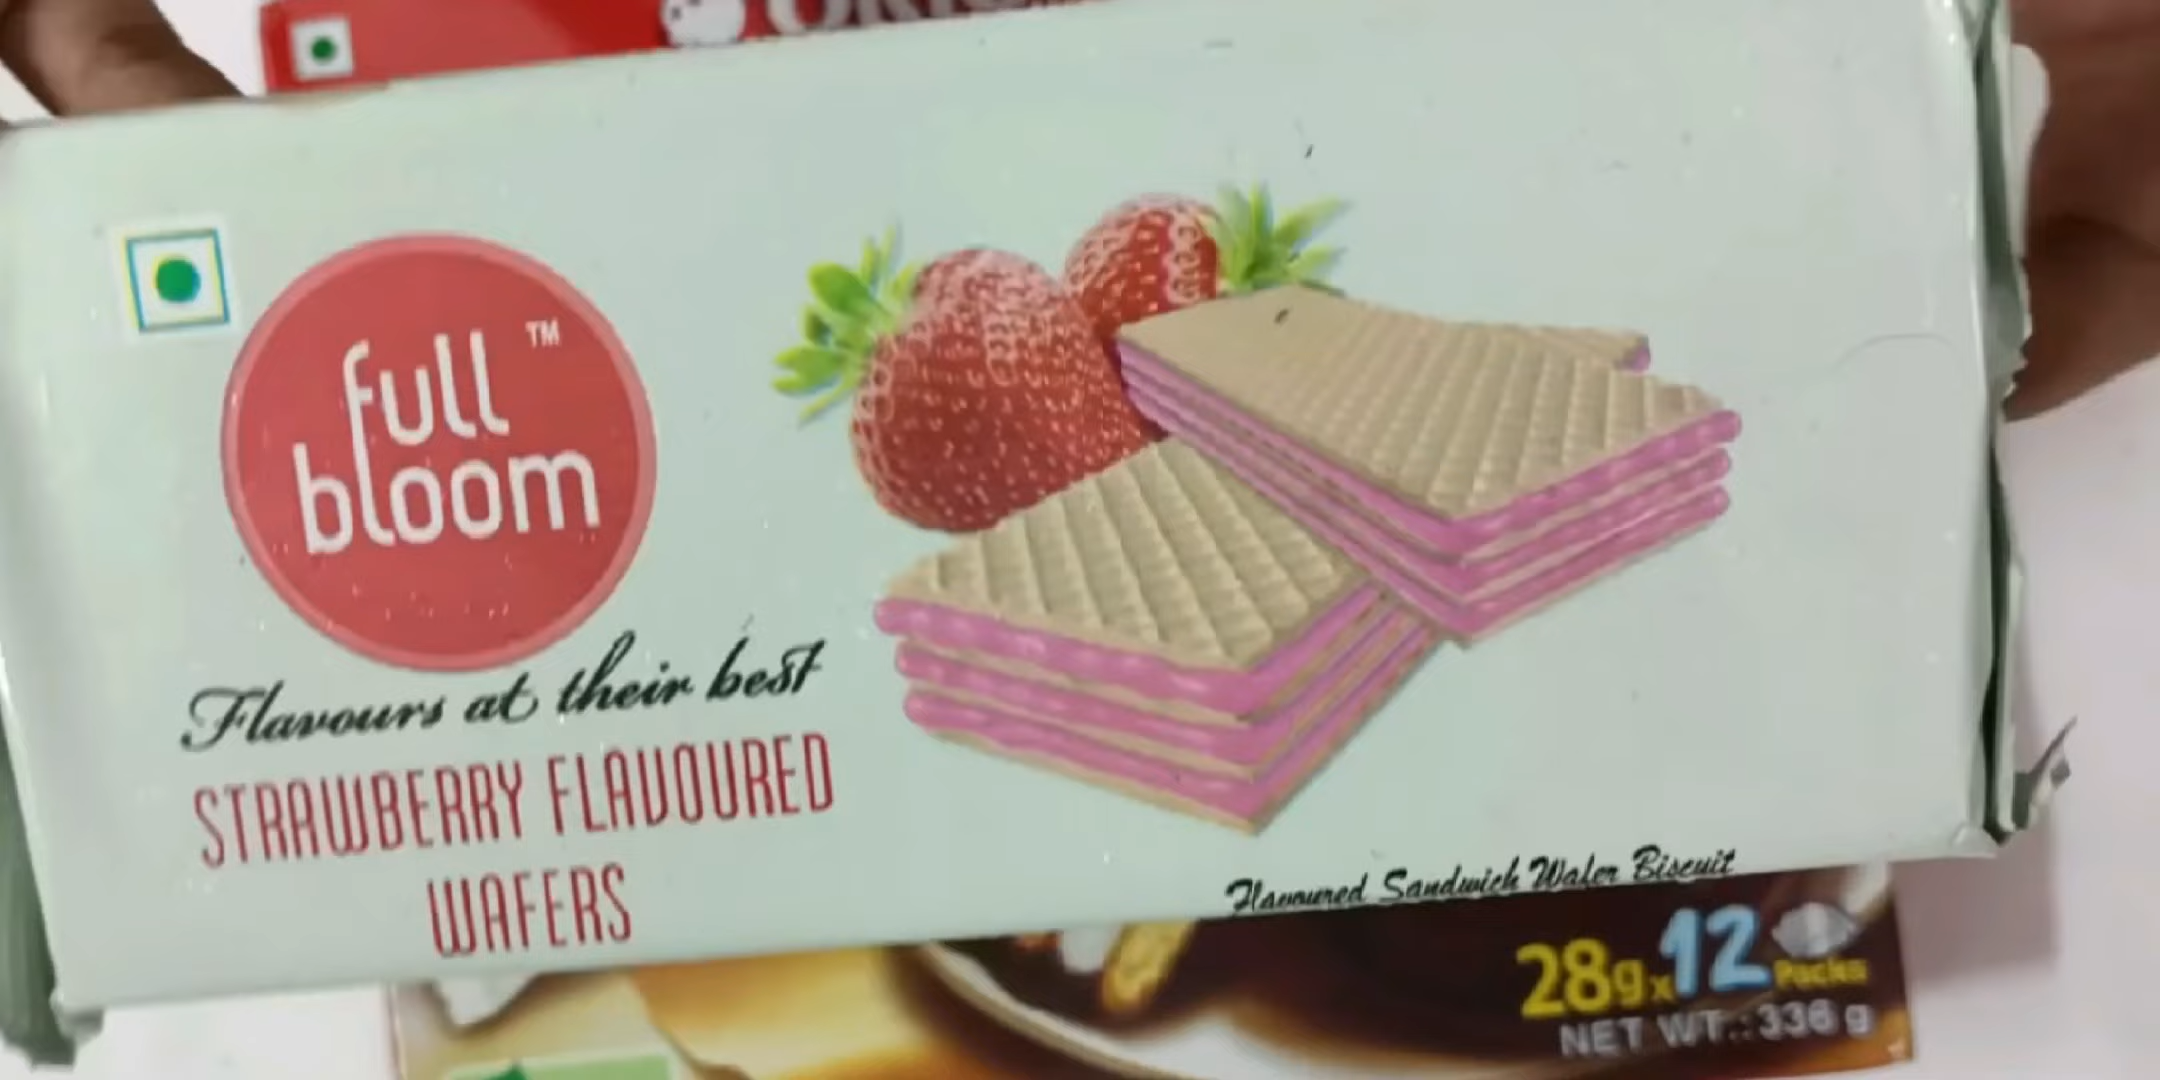 full
bloom
TM
Flavours at their best
STRAWBERRY FLAVOURED
WAFERS
Flavoured Sandwich Wafer Biscuit
28g x 12 Packs
NET WT.: 336 g